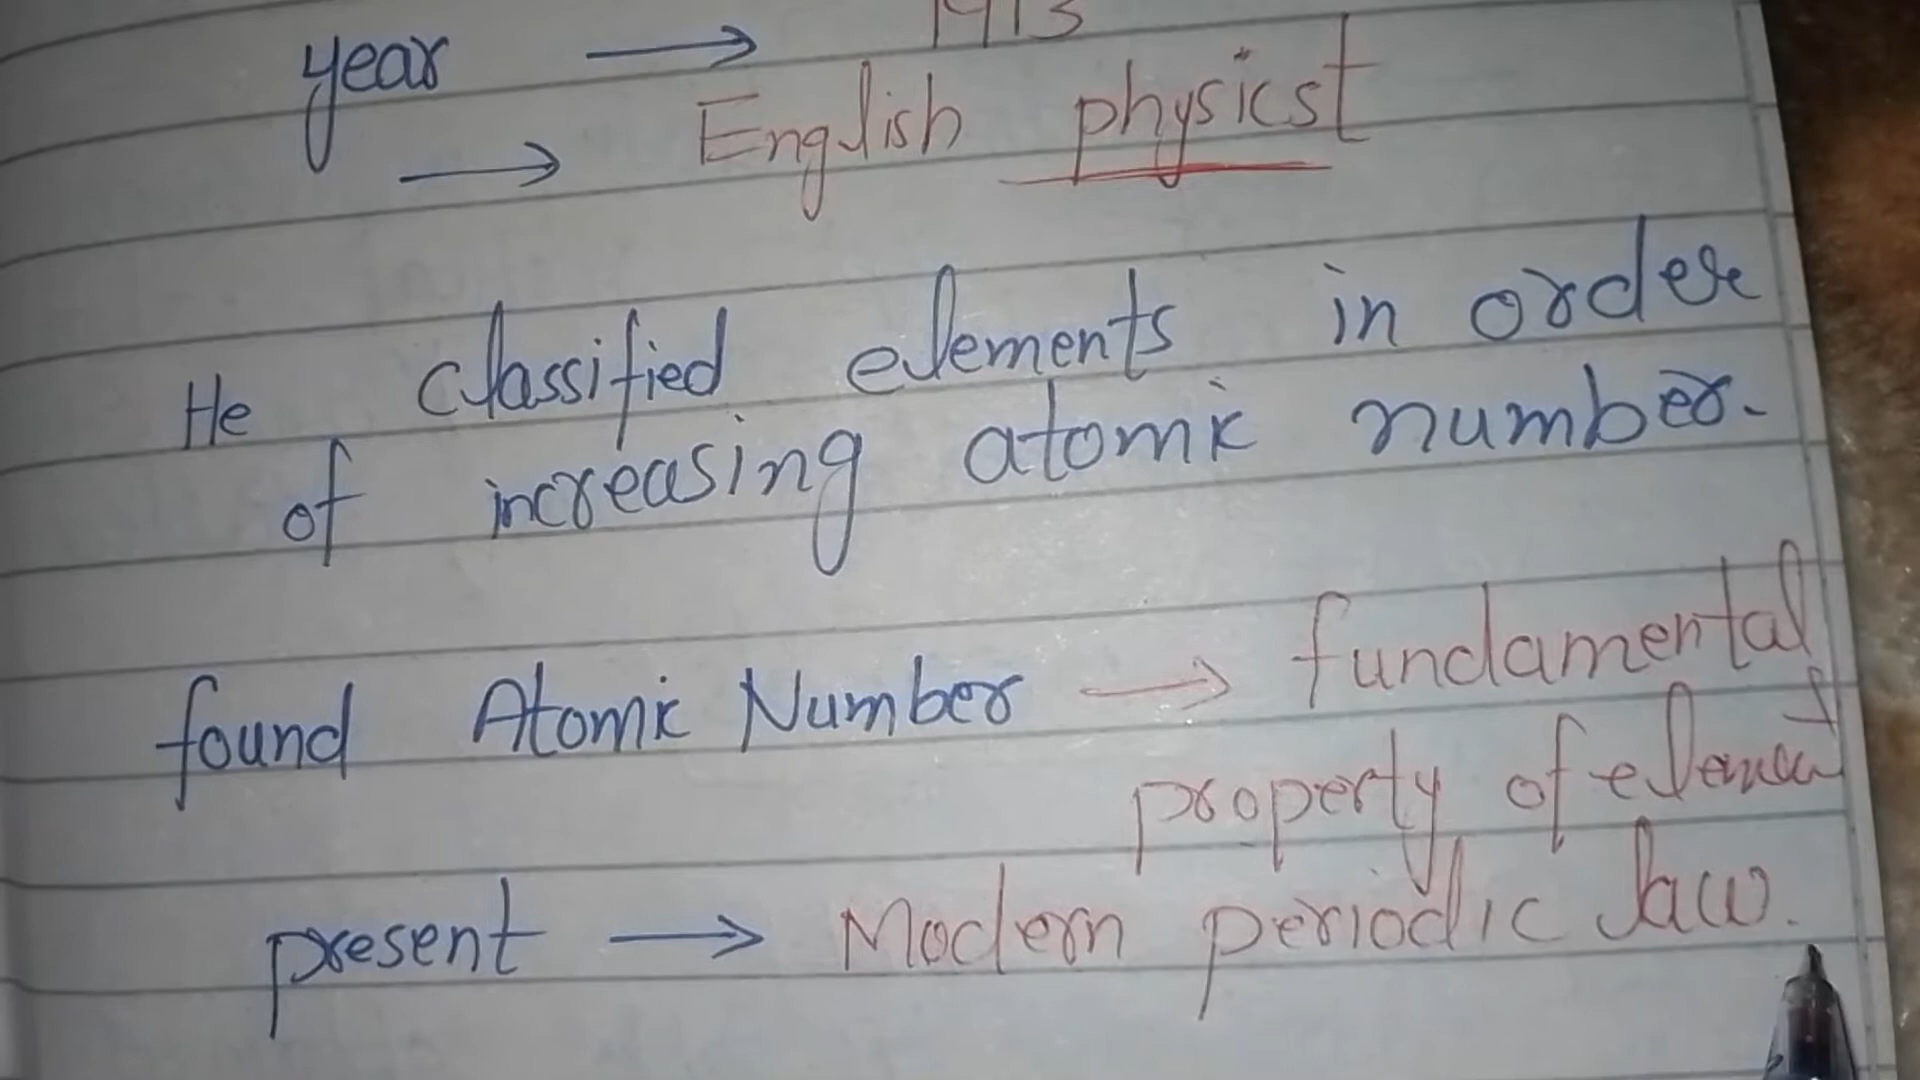 year → 1913
→ English physicst
He classified elements in order
of increasing atomic number.
found Atomic Number → fundamental
property of element
present → Modern periodic law.